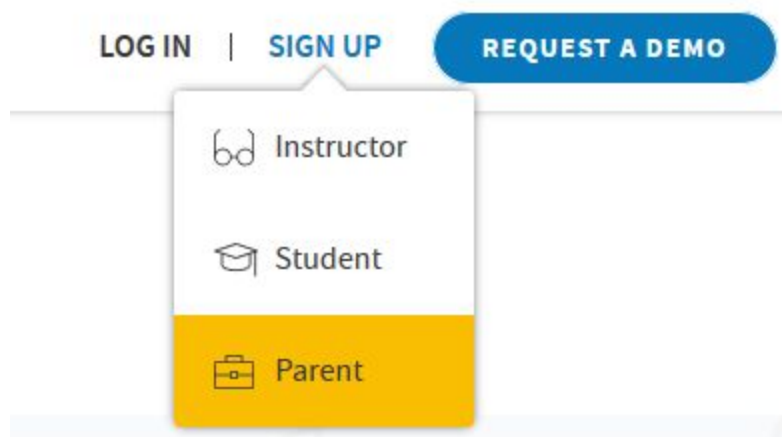 LOG IN | SIGN UP REQUEST A DEMO
Instructor
Student
Parent